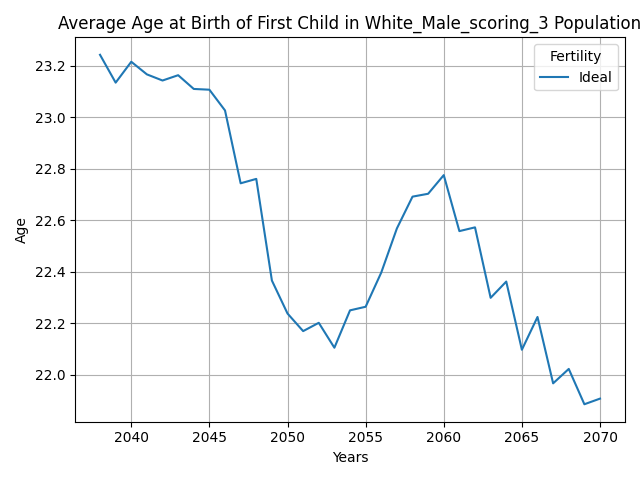 Average Age at Birth of First Child in White_Male_scoring_3 Population
Fertility
Ideal
23.2
23.0
22.8
22.6
22.4
22.2
22.0
Age
2040 2045 2050 2055 2060 2065 2070
Years